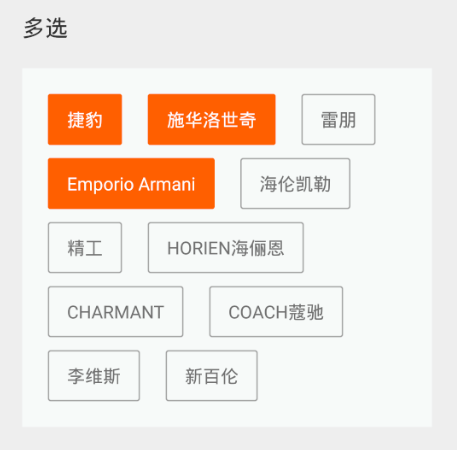 多选
捷豹 施华洛世奇 雷朋
Emporio Armani 海伦凯勒
精工 HORIEN海俪恩
CHARMANT COACH蔻驰
李维斯 新百伦